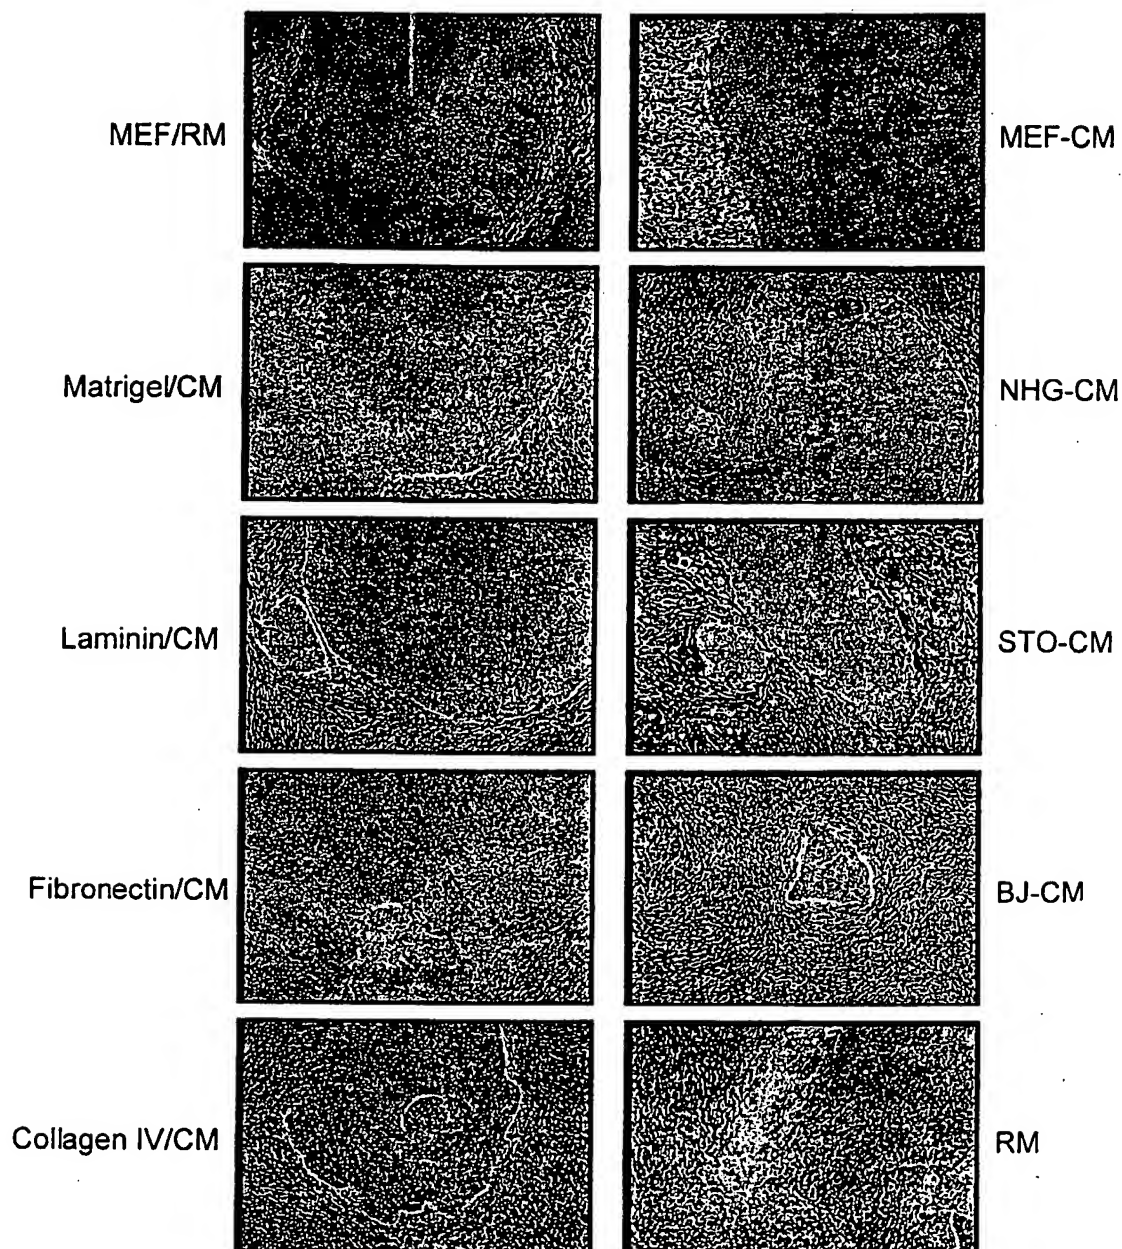 MEF/RM
MEF-CM
Matrigel/CM
NHG-CM
Laminin/CM
STO-CM
Fibronectin/CM
BJ-CM
Collagen IV/CM
RM